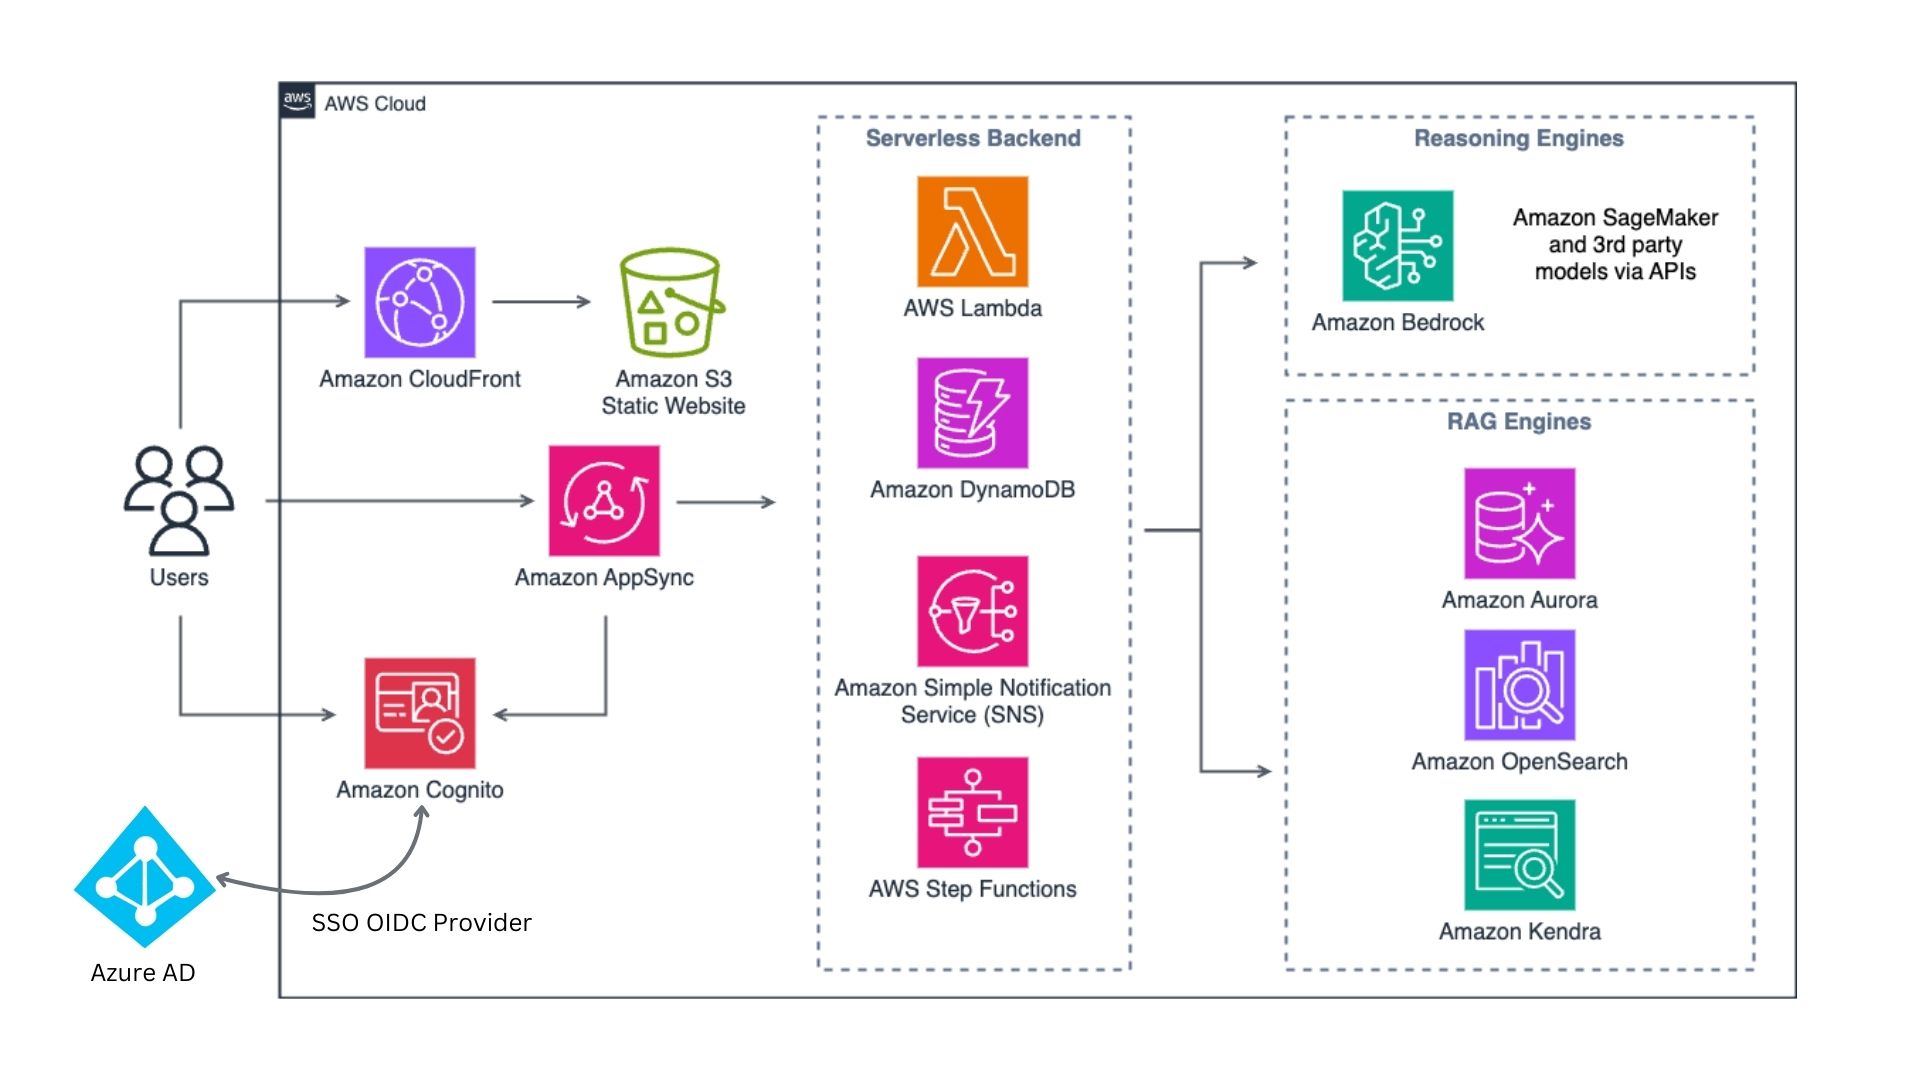 aws
AWS Cloud
Serverless Backend
Reasoning Engines
AWS Lambda
Amazon Bedrock
Amazon SageMaker
and 3rd party
models via APIs
Amazon CloudFront
Amazon S3
Static Website
RAG Engines
Amazon DynamoDB
Users
Amazon AppSync
Amazon Aurora
Amazon Simple Notification
Service (SNS)
Amazon OpenSearch
Amazon Cognito
AWS Step Functions
SSO OIDC Provider
Amazon Kendra
Azure AD